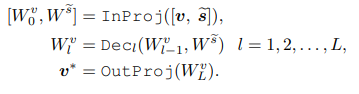 [W_0^v, W^{\tilde{s}}] = InProj([𝒗, \tilde{𝒔}]),
W_l^v = Dec_l(W_{l-1}^v, W^{\tilde{s}}) l = 1, 2, . . . , L,
𝒗* = OutProj(W_L^v).